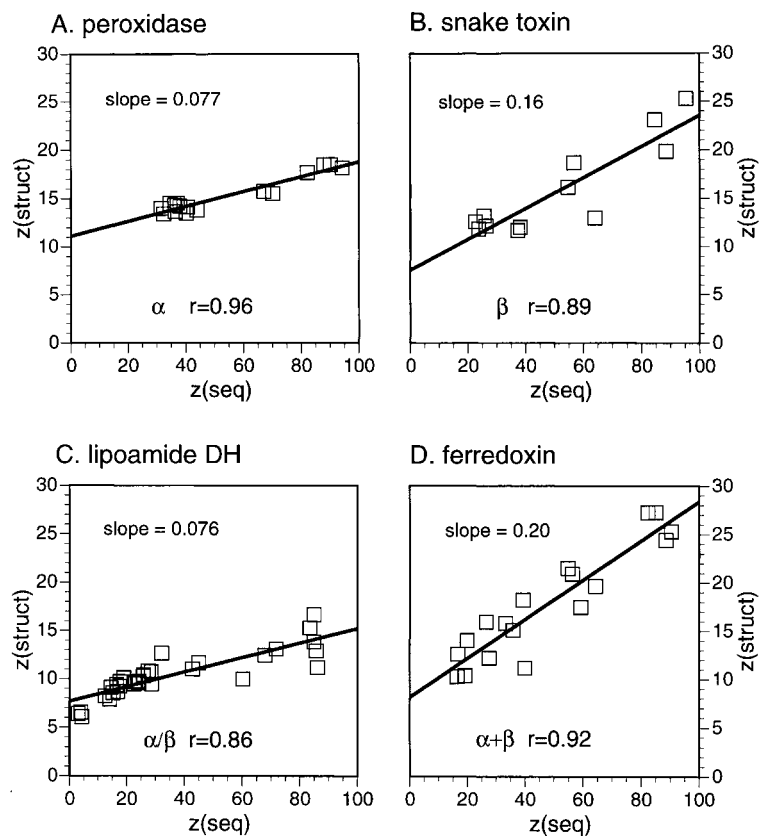 A. peroxidase
B. snake toxin
30
25
20
15
10
5
0
z(struct)
slope = 0.077
α r=0.96
0 20 40 60 80 100
z(seq)
slope = 0.16
β r=0.89
30
25
20
15
10
5
0
z(struct)
0 20 40 60 80 100
z(seq)
C. lipoamide DH
D. ferredoxin
30
25
20
15
10
5
0
z(struct)
slope = 0.076
α/β r=0.86
0 20 40 60 80 100
z(seq)
slope = 0.20
α+β r=0.92
30
25
20
15
10
5
0
z(struct)
0 20 40 60 80 100
z(seq)